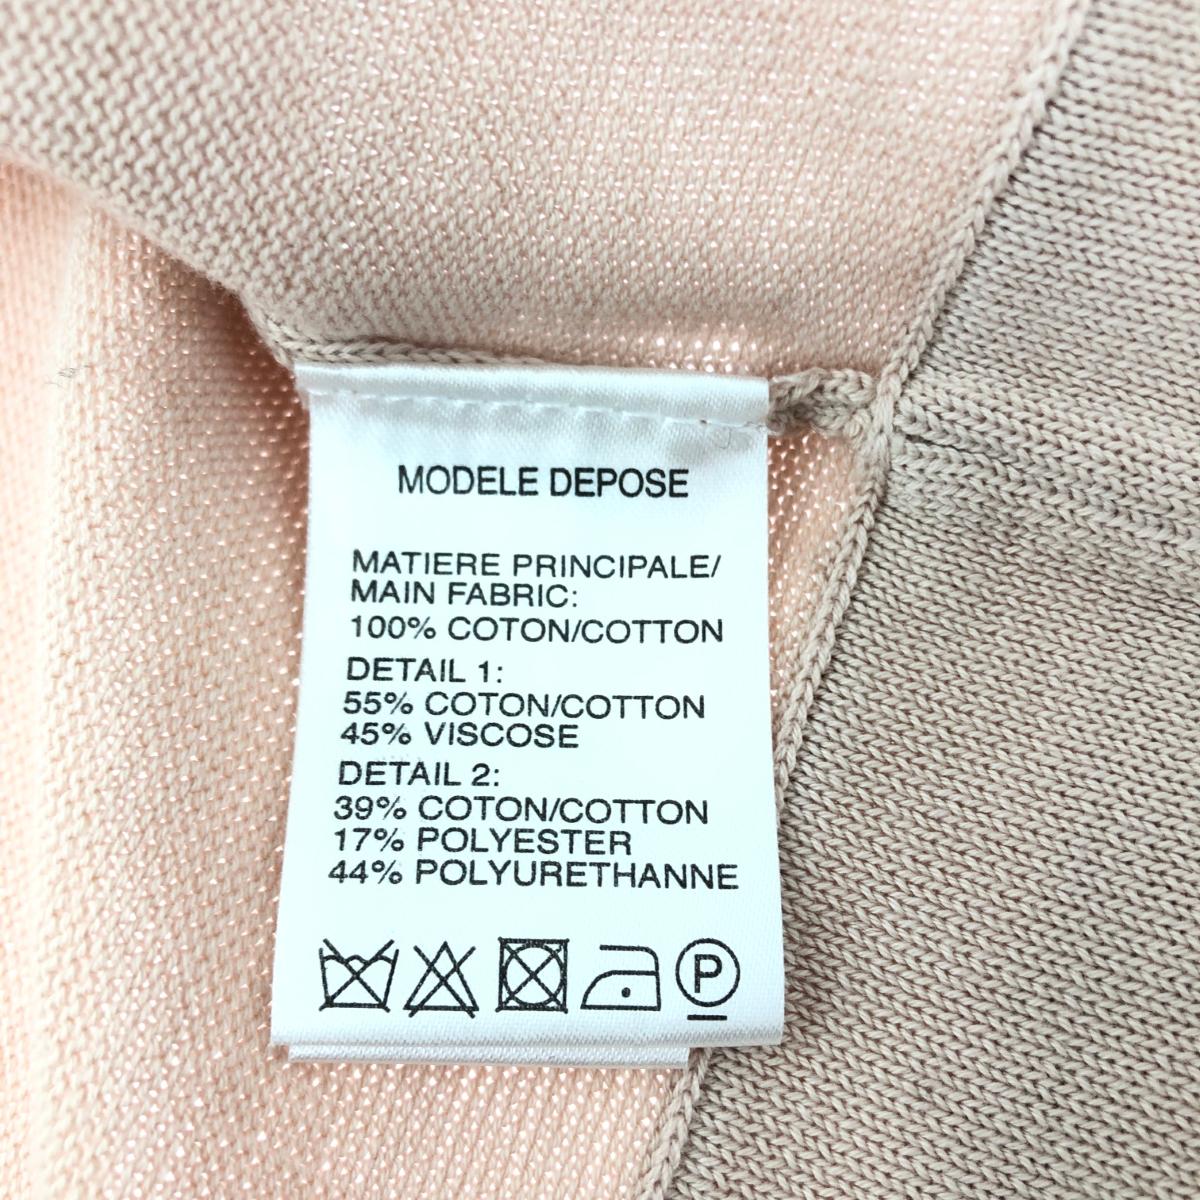 MODELE DEPOSE
MATIERE PRINCIPALE/
MAIN FABRIC:
100% COTON/COTTON
DETAIL 1:
55% COTON/COTTON
45% VISCOSE
DETAIL 2:
39% COTON/COTTON
17% POLYESTER
44% POLYURETHANNE
P